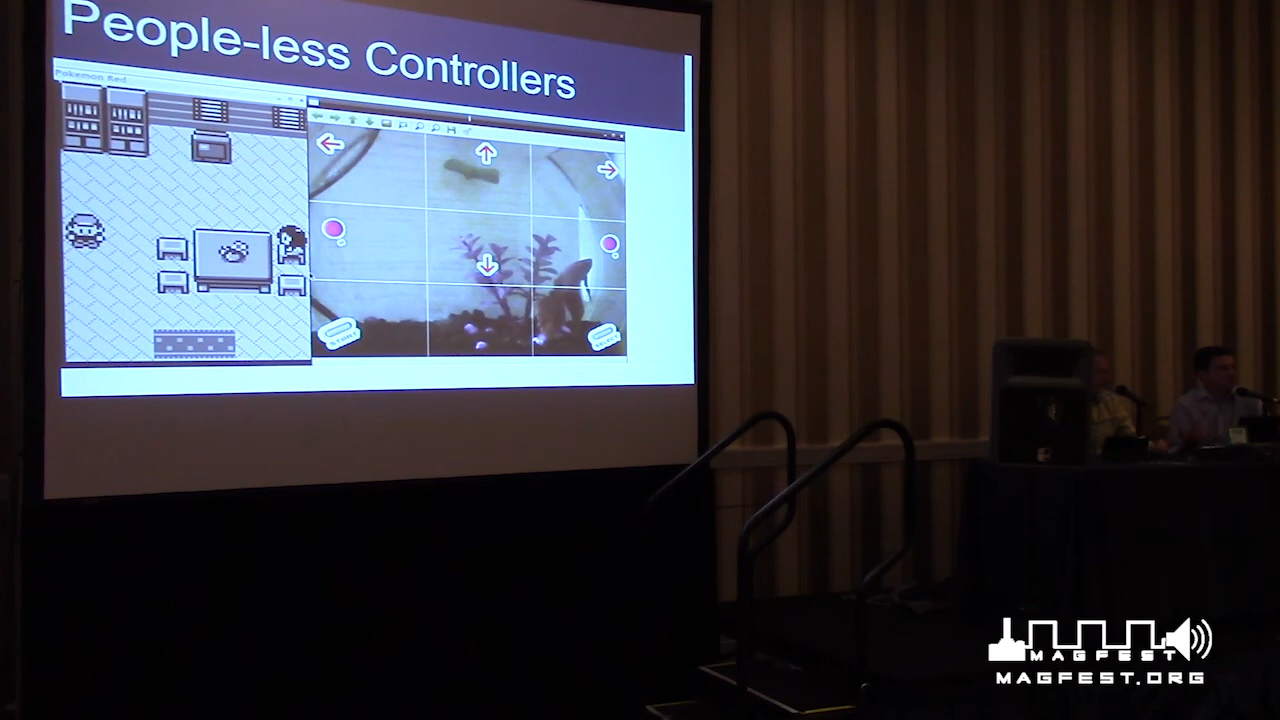 People-less Controllers
Pokemon Red
START
SELECT
MAGFEST
MAGFEST.ORG